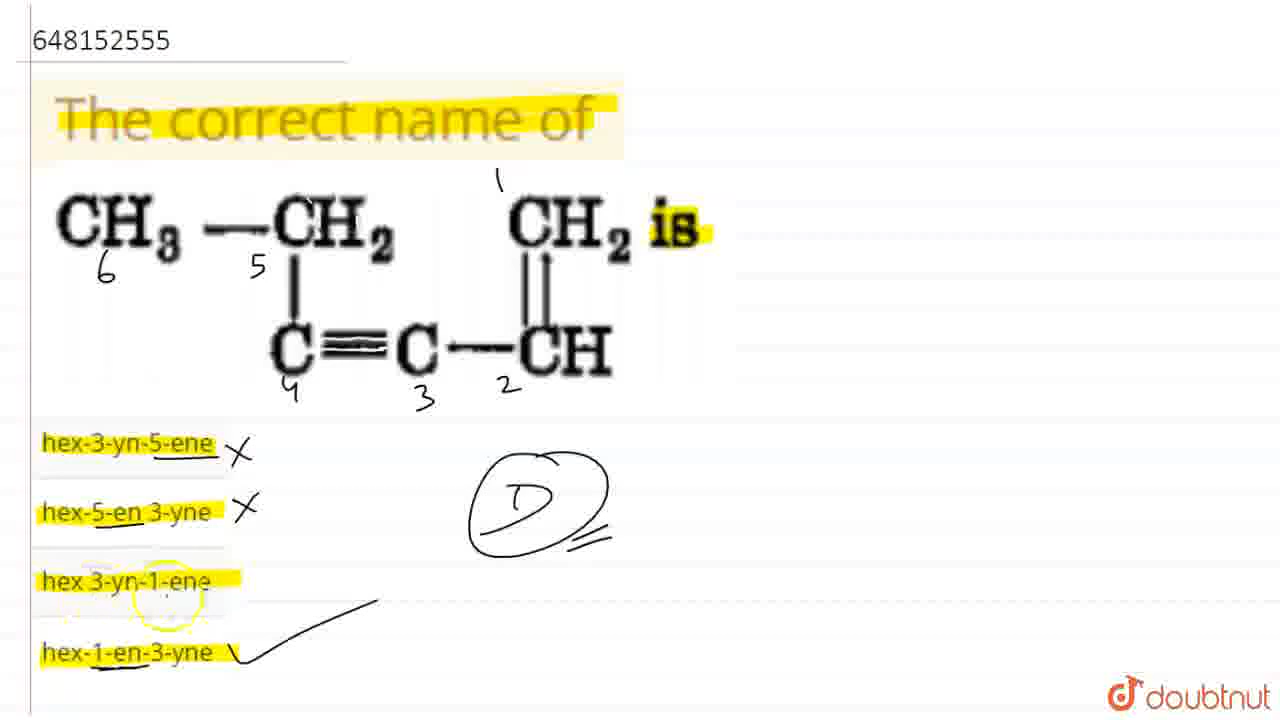 648152555
The correct name of
1
CH3 — CH2 CH2 is
6 5
C≡C—CH
4 3 2
hex-3-yn-5-ene X
hex-5-en 3-yne X
D
hex 3-yn-1-ene
hex-1-en-3-yne ✓
doubtnut